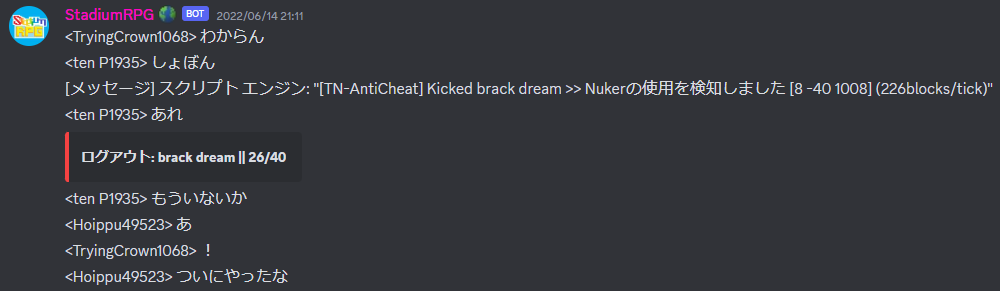 StadiumRPG BOT 2022/06/14 21:11
<TryingCrown1068> わからん
<ten P1935> しょぼん
[メッセージ] スクリプト エンジン: "[TN-AntiCheat] Kicked brack dream >> Nukerの使用を検知しました [8 -40 1008] (226blocks/tick)"
<ten P1935> あれ
ログアウト: brack dream || 26/40
<ten P1935> もういないか
<Hoippu49523> あ
<TryingCrown1068> ！
<Hoippu49523> ついにやったな